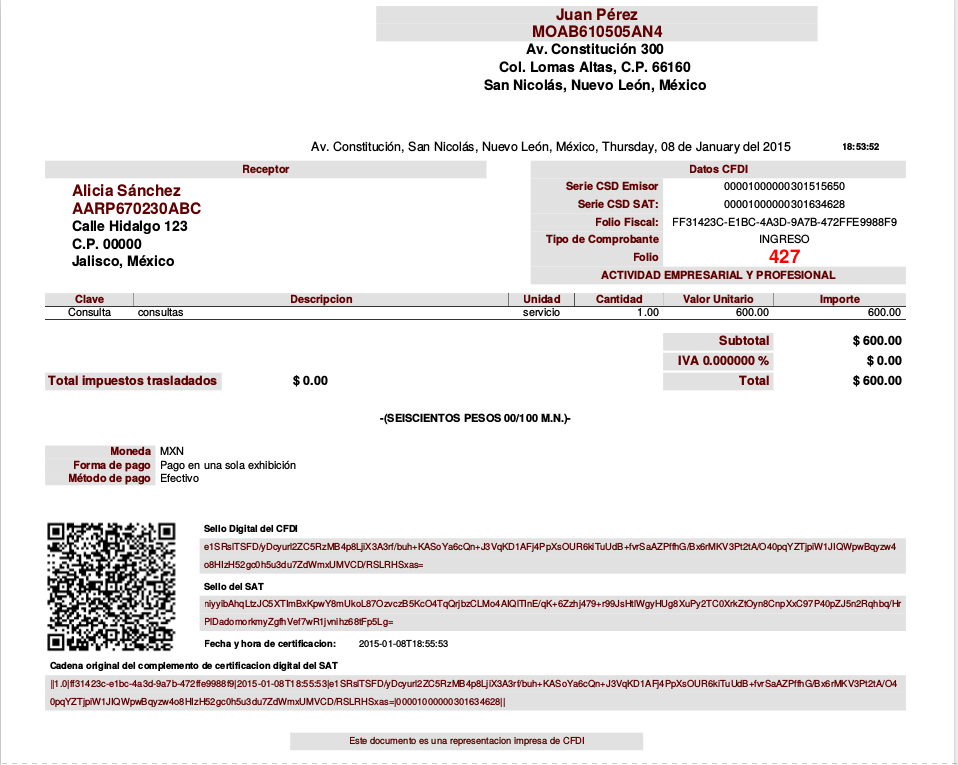 Juan Pérez
MOAB610505AN4
Av. Constitución 300
Col. Lomas Altas, C.P. 66160
San Nicolás, Nuevo León, México
Av. Constitución, San Nicolás, Nuevo León, México, Thursday, 08 de January del 2015 18:53:52
Receptor
Alicia Sánchez
AARP670230ABC
Calle Hidalgo 123
C.P. 00000
Jalisco, México
Datos CFDI
Serie CSD Emisor 00001000000301515650
Serie CSD SAT: 00001000000301634628
Folio Fiscal: FF31423C-E1BC-4A3D-9A7B-472FFE9988F9
Tipo de Comprobante INGRESO
Folio 427
ACTIVIDAD EMPRESARIAL Y PROFESIONAL
Clave Descripcion Unidad Cantidad Valor Unitario Importe
Consulta consultas servicio 1.00 600.00 600.00
Subtotal $ 600.00
IVA 0.000000 % $ 0.00
Total impuestos trasladados $ 0.00 Total $ 600.00
-(SEISCIENTOS PESOS 00/100 M.N.)-
Moneda MXN
Forma de pago Pago en una sola exhibición
Método de pago Efectivo
Sello Digital del CFDI
e1SRslTSFD/yDcyurl2ZC5RzMB4p8LjiX3A3rf/buh+KASoYa6cQn+J3VqKD1AFj4PpXsOUR6kiTuUdB+fvrSaAZPffhG/Bx6rMKV3Pt2tA/O40pqYZTjpiW1JIQWpwBqyzw4
o8HIzH52gc0h5u3du7ZdWmxUMVCD/RSLRHSxas=
Sello del SAT
niyyibAhqLtzJC5XTImBxKpwY8mUkoL87OzvczB5KcO4TqQrjbzCLMo4AIQITlnE/qK+6Zzhj479+r99JsHtlWgyHUg8XuPy2TC0XrkZtOyn8CnpXxC97P40pZJ5n2Rqhbq/Hr
PIDadomorkmyZgfhVef7wR1jvnihz68tFp5Lg=
Fecha y hora de certificacion: 2015-01-08T18:55:53
Cadena original del complemento de certificacion digital del SAT
||1.0|ff31423c-e1bc-4a3d-9a7b-472ffe9988f9|2015-01-08T18:55:53|e1SRslTSFD/yDcyurl2ZC5RzMB4p8LjiX3A3rf/buh+KASoYa6cQn+J3VqKD1AFj4PpXsOUR6kiTuUdB+fvrSaAZPffhG/Bx6rMKV3Pt2tA/O4
0pqYZTjpiW1JIQWpwBqyzw4o8HIzH52gc0h5u3du7ZdWmxUMVCD/RSLRHSxas=|00001000000301634628||
Este documento es una representacion impresa de CFDI